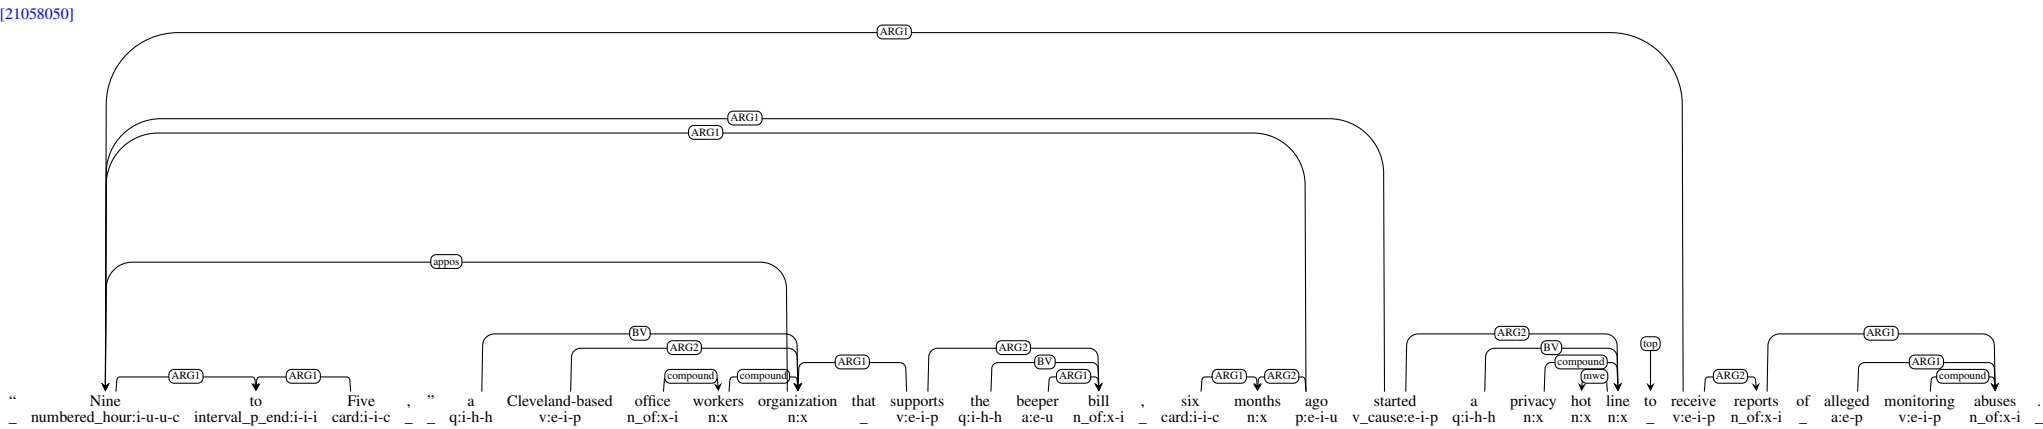 [21058050]
ARG1
ARG1
ARG1
appos
BV ARG2 BV top ARG1
ARG2 ARG1 ARG2 BV
ARG1 compound ARG1
ARG1 ARG1 compound compound ARG1 ARG1 ARG2 mwe ARG2 compound
“ Nine to Five , ” a Cleveland-based office workers organization that supports the beeper bill , six months ago started a privacy hot line to receive reports of alleged monitoring abuses .
_ numbered_hour:i-u-u-c interval_p_end:i-i-i card:i-i-c _ _ q:i-h-h v:e-i-p n_of:x-i n:x n:x _ v:e-i-p q:i-h-h a:e-u n_of:x-i _ card:i-i-c n:x p:e-i-u v_cause:e-i-p q:i-h-h n:x n:x n:x _ v:e-i-p n_of:x-i _ a:e-p v:e-i-p n_of:x-i _